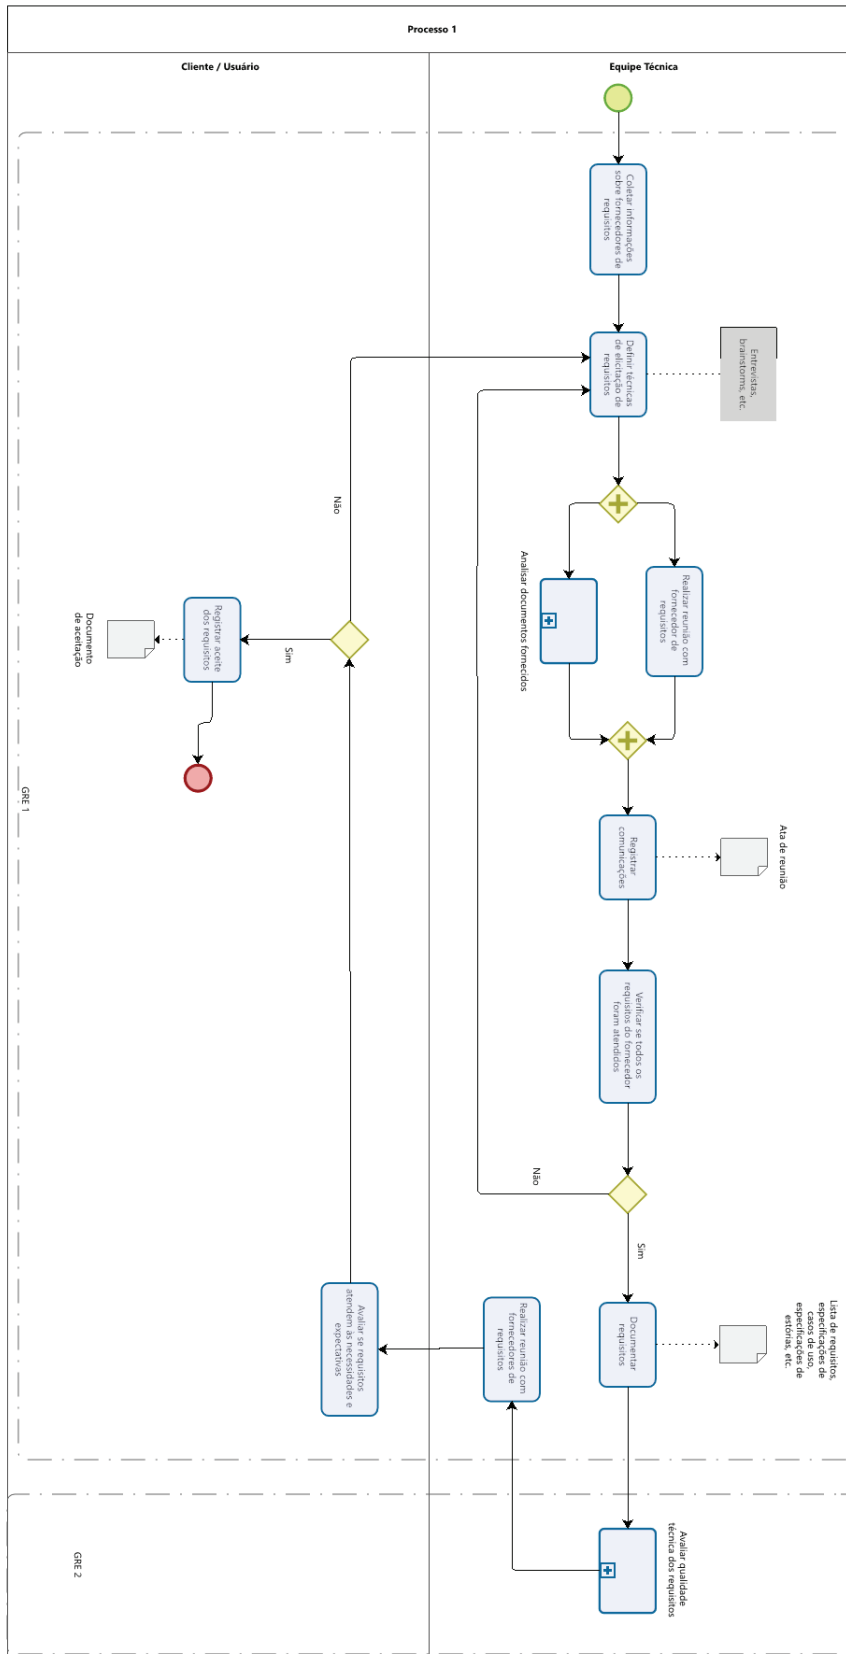 Processo 1
Cliente / Usuário
Equipe Técnica
Coletar informações
sobre fornecedores de
requisitos
Definir técnicas
de elicitação de
requisitos
Entrevistas,
brainstorms, etc.
Não
Analisar documentos fornecidos
Realizar reunião com
fornecedor de
requisitos
Documento
de aceitação
Registrar aceite
dos requisitos
Sim
GRE 1
Registrar
comunicações
Ata de reunião
Verificar se todos os
requisitos do fornecedor
foram atendidos
Não
Sim
Avaliar se requisitos
atendem às necessidades e
expectativas
Realizar reunião com
fornecedores de
requisitos
Documentar
requisitos
Lista de requisitos,
especificações de
casos de uso,
especificações de
estórias, etc.
GRE 2
Avaliar qualidade
técnica dos requisitos